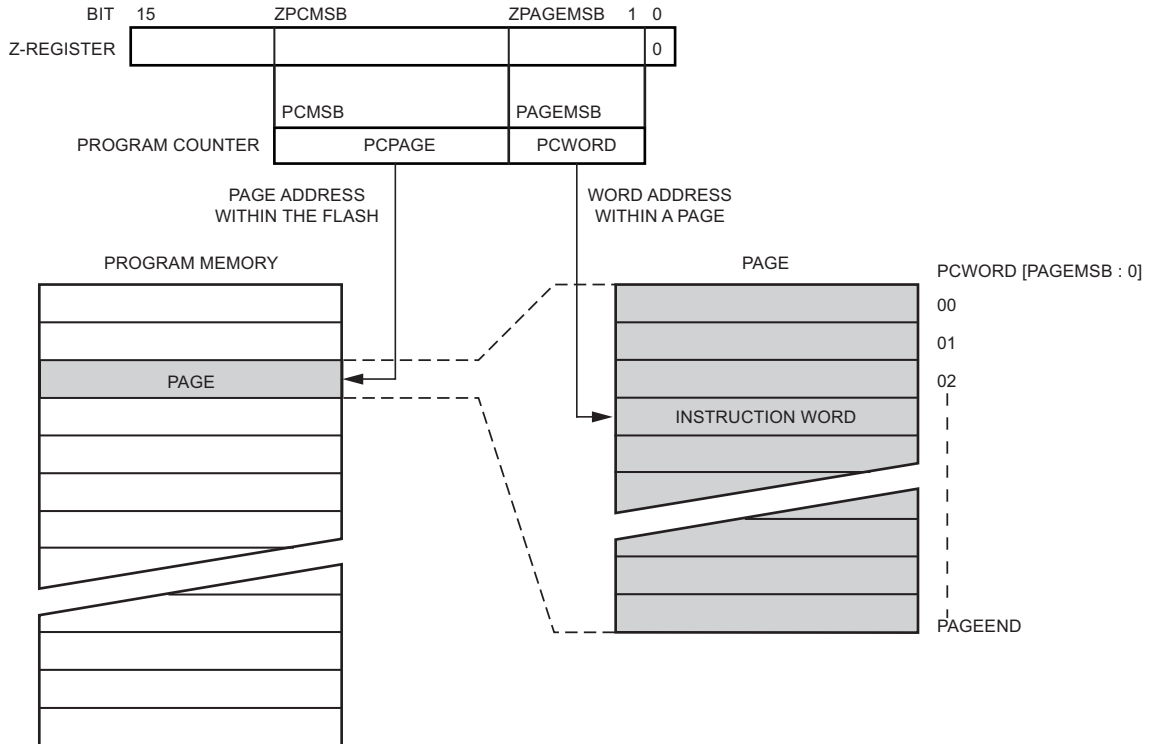 BIT 15 ZPCMSB ZPAGEMSB 1 0
Z-REGISTER 0
PCMSB PAGEMSB
PROGRAM COUNTER PCPAGE PCWORD
PAGE ADDRESS
WITHIN THE FLASH
WORD ADDRESS
WITHIN A PAGE
PROGRAM MEMORY
PAGE
PAGE
PCWORD [PAGEMSB : 0]
00
01
02
INSTRUCTION WORD
PAGEEND